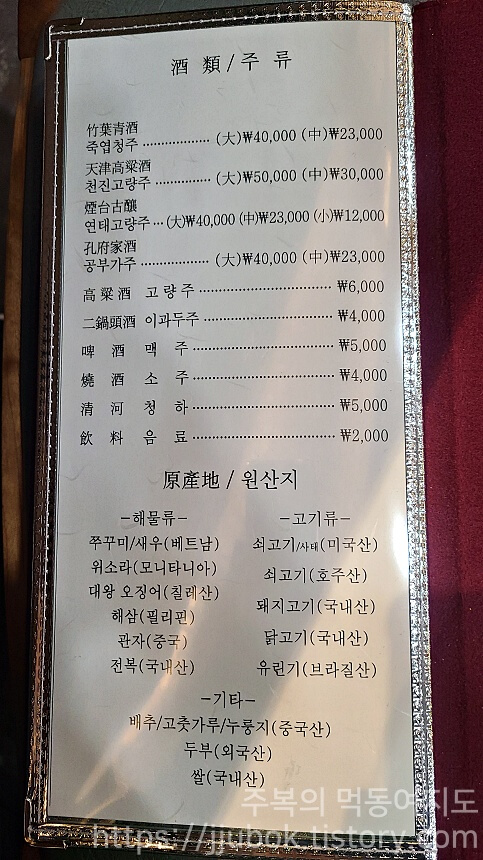 酒 類 / 주 류
竹葉青酒
죽엽청주 ················· (大)₩40,000 (中)₩23,000
天津高粱酒
천진고량주 ·············· (大)₩50,000 (中)₩30,000
煙台古釀
연태고량주 ··· (大)₩40,000 (中)₩23,000 (小)₩12,000
孔府家酒
공부가주 ················· (大)₩40,000 (中)₩23,000
高粱酒 고량주 ································· ₩6,000
二鍋頭酒 이과두주 ································ ₩4,000
啤 酒 맥 주 ··································· ₩5,000
燒 酒 소 주 ··································· ₩4,000
清 河 청 하 ··································· ₩5,000
飲 料 음 료 ··································· ₩2,000
原產地 / 원산지
-해물류-
쭈꾸미/새우(베트남)
위소라(모니타니아)
대왕 오징어(칠레산)
해삼(필리핀)
관자(중국)
전복(국내산)
-고기류-
쇠고기/사태(미국산)
쇠고기(호주산)
돼지고기(국내산)
닭고기(국내산)
유린기(브라질산)
-기타-
배추/고춧가루/누룽지(중국산)
두부(외국산)
쌀(국내산)
주복의 먹동여지도
https://jjubok.tistory.com